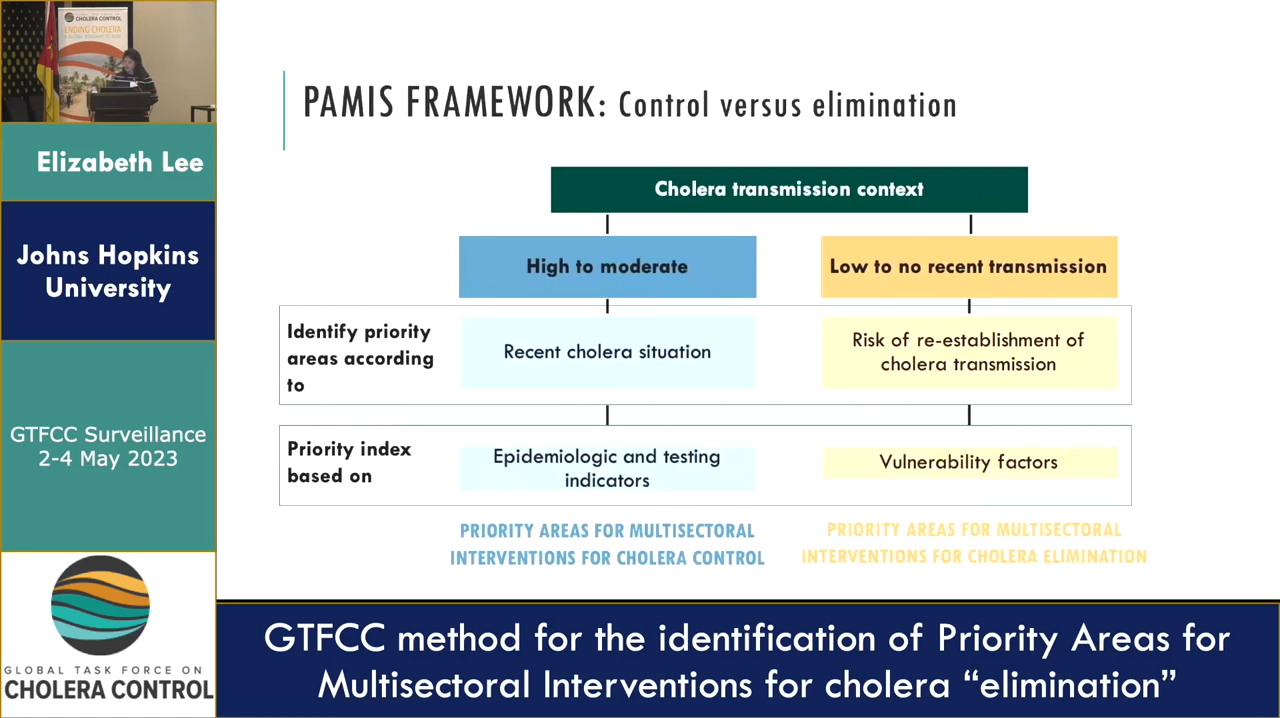 CHOLERA CONTROL
ENDING CHOLERA
Elizabeth Lee
Johns Hopkins
University
GTFCC Surveillance
2-4 May 2023
GLOBAL TASK FORCE ON
CHOLERA CONTROL
PAMIS FRAMEWORK: Control versus elimination
Cholera transmission context
High to moderate
Low to no recent transmission
Identify priority
areas according
to
Recent cholera situation
Risk of re-establishment of
cholera transmission
Priority index
based on
Epidemiologic and testing
indicators
Vulnerability factors
PRIORITY AREAS FOR MULTISECTORAL
INTERVENTIONS FOR CHOLERA CONTROL
PRIORITY AREAS FOR MULTISECTORAL
INTERVENTIONS FOR CHOLERA ELIMINATION
GTFCC method for the identification of Priority Areas for
Multisectoral Interventions for cholera “elimination”